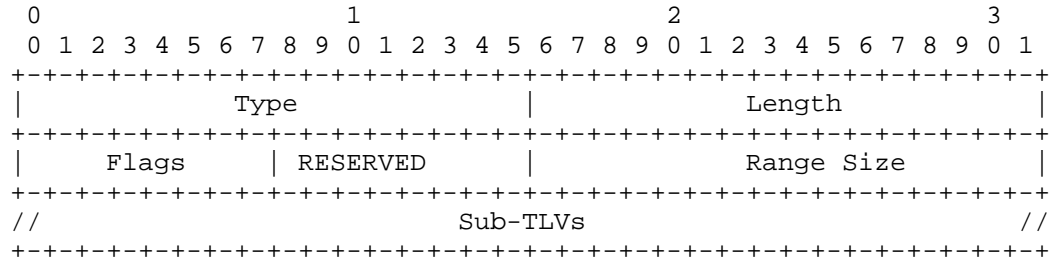 0                   1                   2                   3
 0 1 2 3 4 5 6 7 8 9 0 1 2 3 4 5 6 7 8 9 0 1 2 3 4 5 6 7 8 9 0 1
+-+-+-+-+-+-+-+-+-+-+-+-+-+-+-+-+-+-+-+-+-+-+-+-+-+-+-+-+-+-+-+-+
|             Type              |             Length            |
+-+-+-+-+-+-+-+-+-+-+-+-+-+-+-+-+-+-+-+-+-+-+-+-+-+-+-+-+-+-+-+-+
|     Flags     | RESERVED      |             Range Size        |
+-+-+-+-+-+-+-+-+-+-+-+-+-+-+-+-+-+-+-+-+-+-+-+-+-+-+-+-+-+-+-+-+
//                          Sub-TLVs                           //
+-+-+-+-+-+-+-+-+-+-+-+-+-+-+-+-+-+-+-+-+-+-+-+-+-+-+-+-+-+-+-+-+